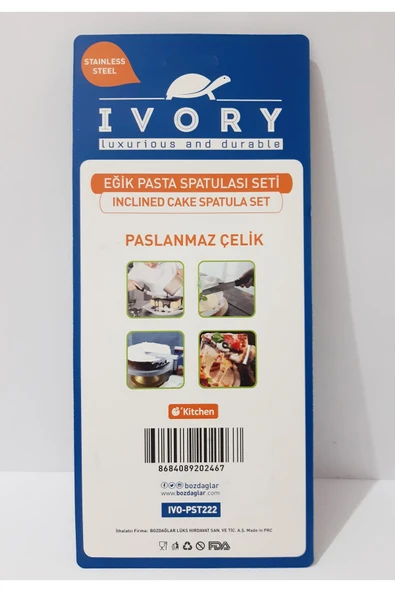 STAINLESS
STEEL
IVORY
luxurious and durable
EĞİK PASTA SPATULASI SETİ
INCLINED CAKE SPATULA SET
PASLANMAZ ÇELİK
Kitchen
8684089202467
bozdaglar
www.bozdaglar.com
IVO-PST222
İthalatcı Firma: BOZDAĞLAR LÜKS HIRDAVAT SAN. VE TİC. A.S. Made in PRC
FDA